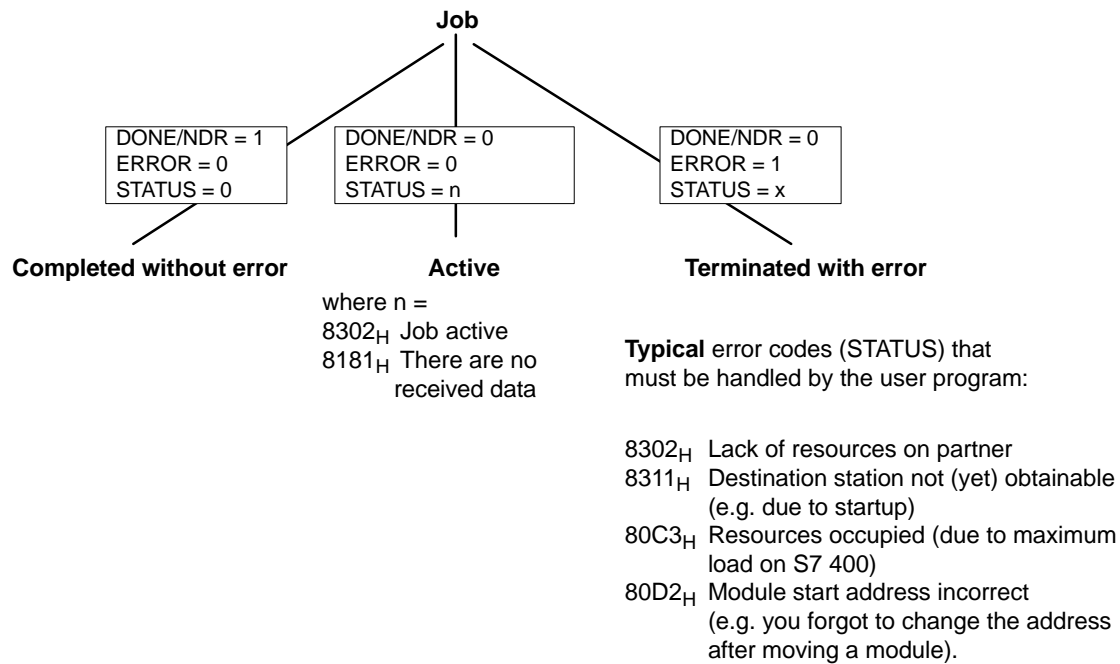 Job
DONE/NDR = 1
ERROR = 0
STATUS = 0
DONE/NDR = 0
ERROR = 0
STATUS = n
DONE/NDR = 0
ERROR = 1
STATUS = x
Completed without error
Active
where n =
8302H Job active
8181H There are no
received data
Terminated with error
Typical error codes (STATUS) that
must be handled by the user program:
8302H Lack of resources on partner
8311H Destination station not (yet) obtainable
(e.g. due to startup)
80C3H Resources occupied (due to maximum
load on S7 400)
80D2H Module start address incorrect
(e.g. you forgot to change the address
after moving a module).